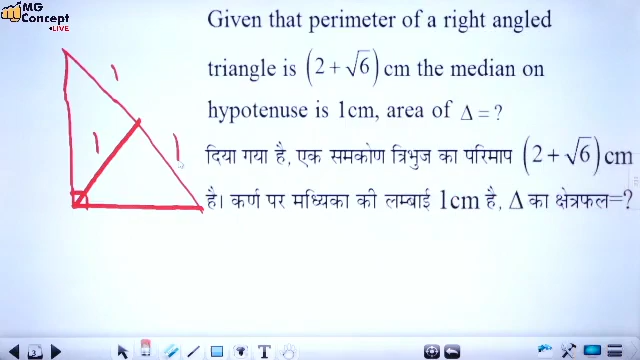 MG
Concept
LIVE
Given that perimeter of a right angled
triangle is (2 + √6) cm the median on
hypotenuse is 1cm, area of Δ = ?
दिया गया है, एक समकोण त्रिभुज का परिमाप (2 + √6) cm
है। कर्ण पर मध्यिका की लम्बाई 1cm है, Δ का क्षेत्रफल=?
1
1
1
3
T